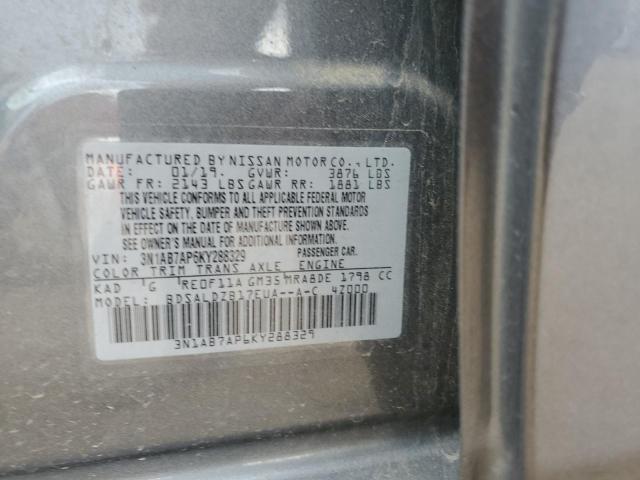 MANUFACTURED BY NISSAN MOTOR CO., LTD.
DATE: 01/19. GVWR: 3876 LBS
GAWR FR: 2143 LBS GAWR RR: 1881 LBS
THIS VEHICLE CONFORMS TO ALL APPLICABLE FEDERAL MOTOR
VEHICLE SAFETY, BUMPER AND THEFT PREVENTION STANDARDS
IN EFFECT ON THE DATE OF MANUFACTURE SHOWN ABOVE.
SEE OWNER'S MANUAL FOR ADDITIONAL INFORMATION.
VIN: 3N1AB7AP6KY288329 PASSENGER CAR.
COLOR TRIM TRANS AXLE ENGINE
KAD G RE0F11A GM35 MRA8DE 1798 CC
MODEL: BDSALDZB17EUA--A-C 4Z000
3N1AB7AP6KY288329